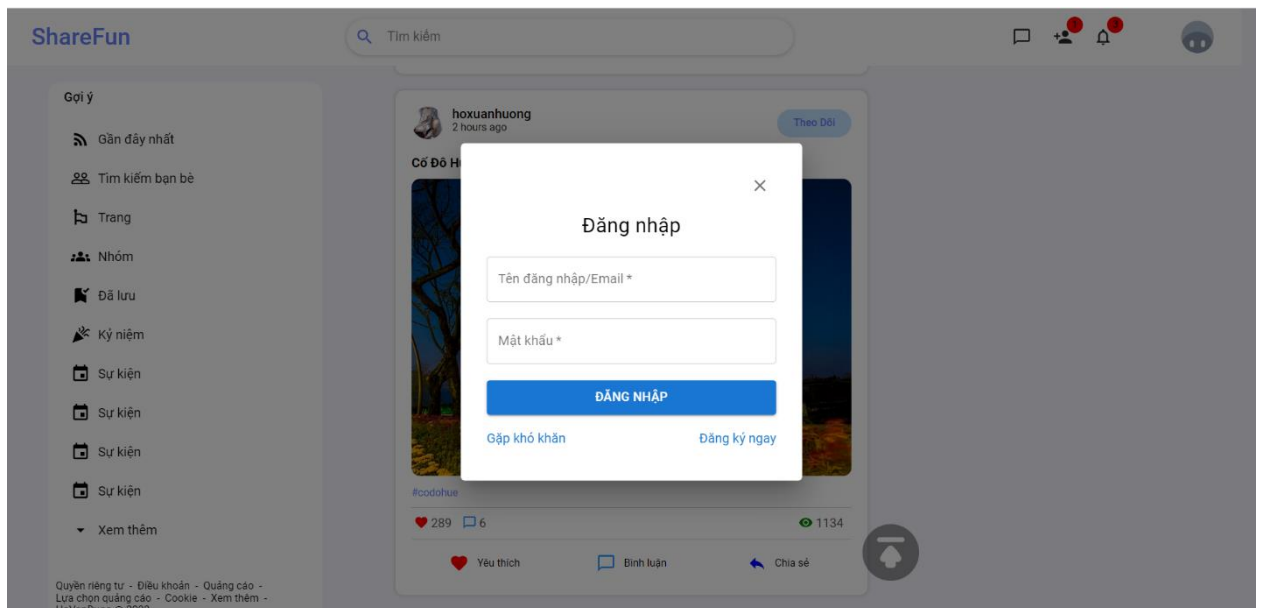 ShareFun
Tìm kiếm
Gợi ý
Gần đây nhất
Tìm kiếm bạn bè
Trang
Nhóm
Đã lưu
Kỷ niệm
Sự kiện
Sự kiện
Sự kiện
Sự kiện
Xem thêm
Quyền riêng tư - Điều khoản - Quảng cáo -
Lựa chọn quảng cáo - Cookie - Xem thêm -
hoxuanhuong
2 hours ago
Theo Dõi
Cố Đô
Đăng nhập
Tên đăng nhập/Email *
Mật khẩu *
ĐĂNG NHẬP
Gặp khó khăn
Đăng ký ngay
#codohue
289
6
1134
Yêu thích
Bình luận
Chia sẻ